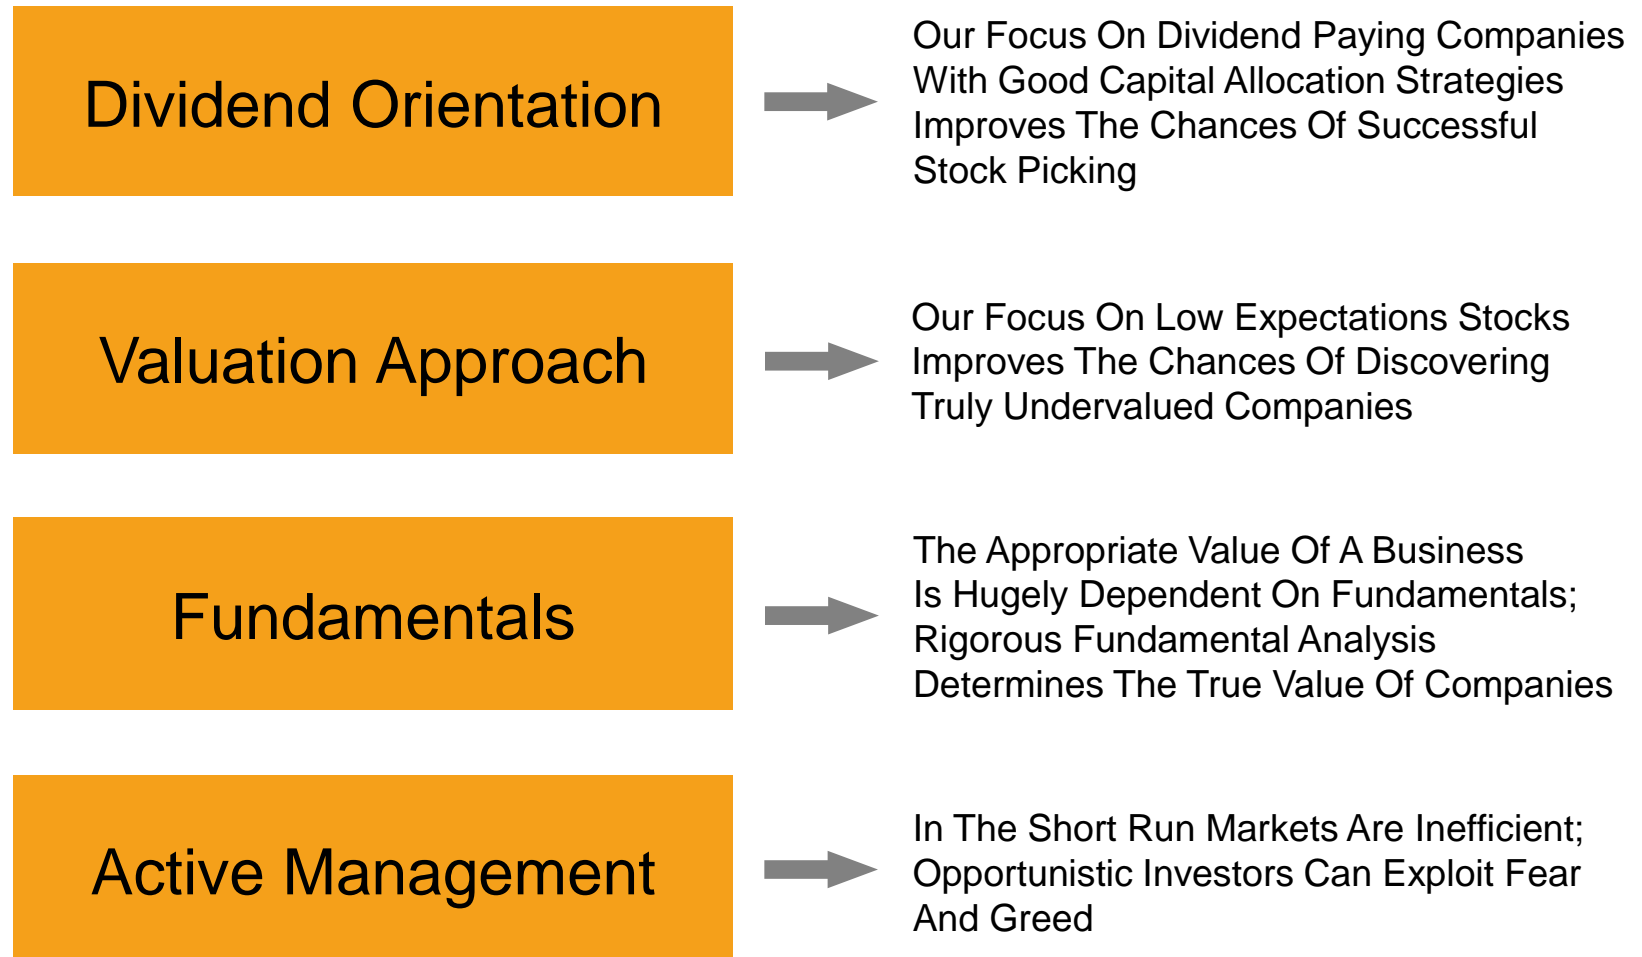 Dividend Orientation
Our Focus On Dividend Paying Companies
With Good Capital Allocation Strategies
Improves The Chances Of Successful
Stock Picking
Valuation Approach
Our Focus On Low Expectations Stocks
Improves The Chances Of Discovering
Truly Undervalued Companies
Fundamentals
The Appropriate Value Of A Business
Is Hugely Dependent On Fundamentals;
Rigorous Fundamental Analysis
Determines The True Value Of Companies
Active Management
In The Short Run Markets Are Inefficient;
Opportunistic Investors Can Exploit Fear
And Greed